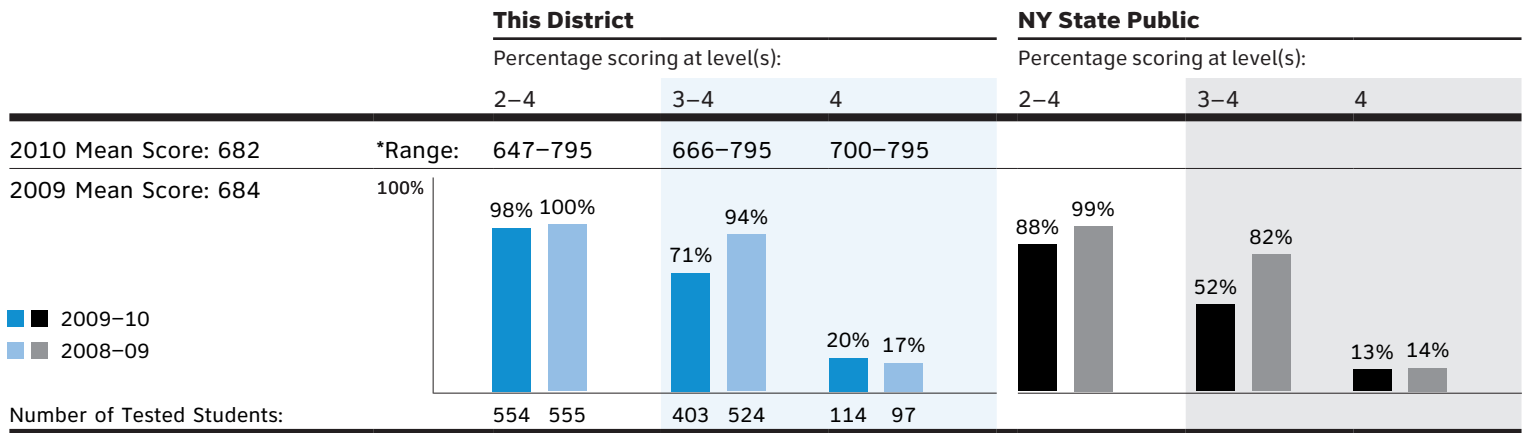 This District NY State Public
Percentage scoring at level(s): Percentage scoring at level(s):
2–4 3–4 4 2–4 3–4 4
2010 Mean Score: 682 *Range: 647–795 666–795 700–795
2009 Mean Score: 684 100%
98% 100% 71% 94% 20% 17% 88% 99% 52% 82% 13% 14%
2009–10
2008–09
Number of Tested Students: 554 555 403 524 114 97